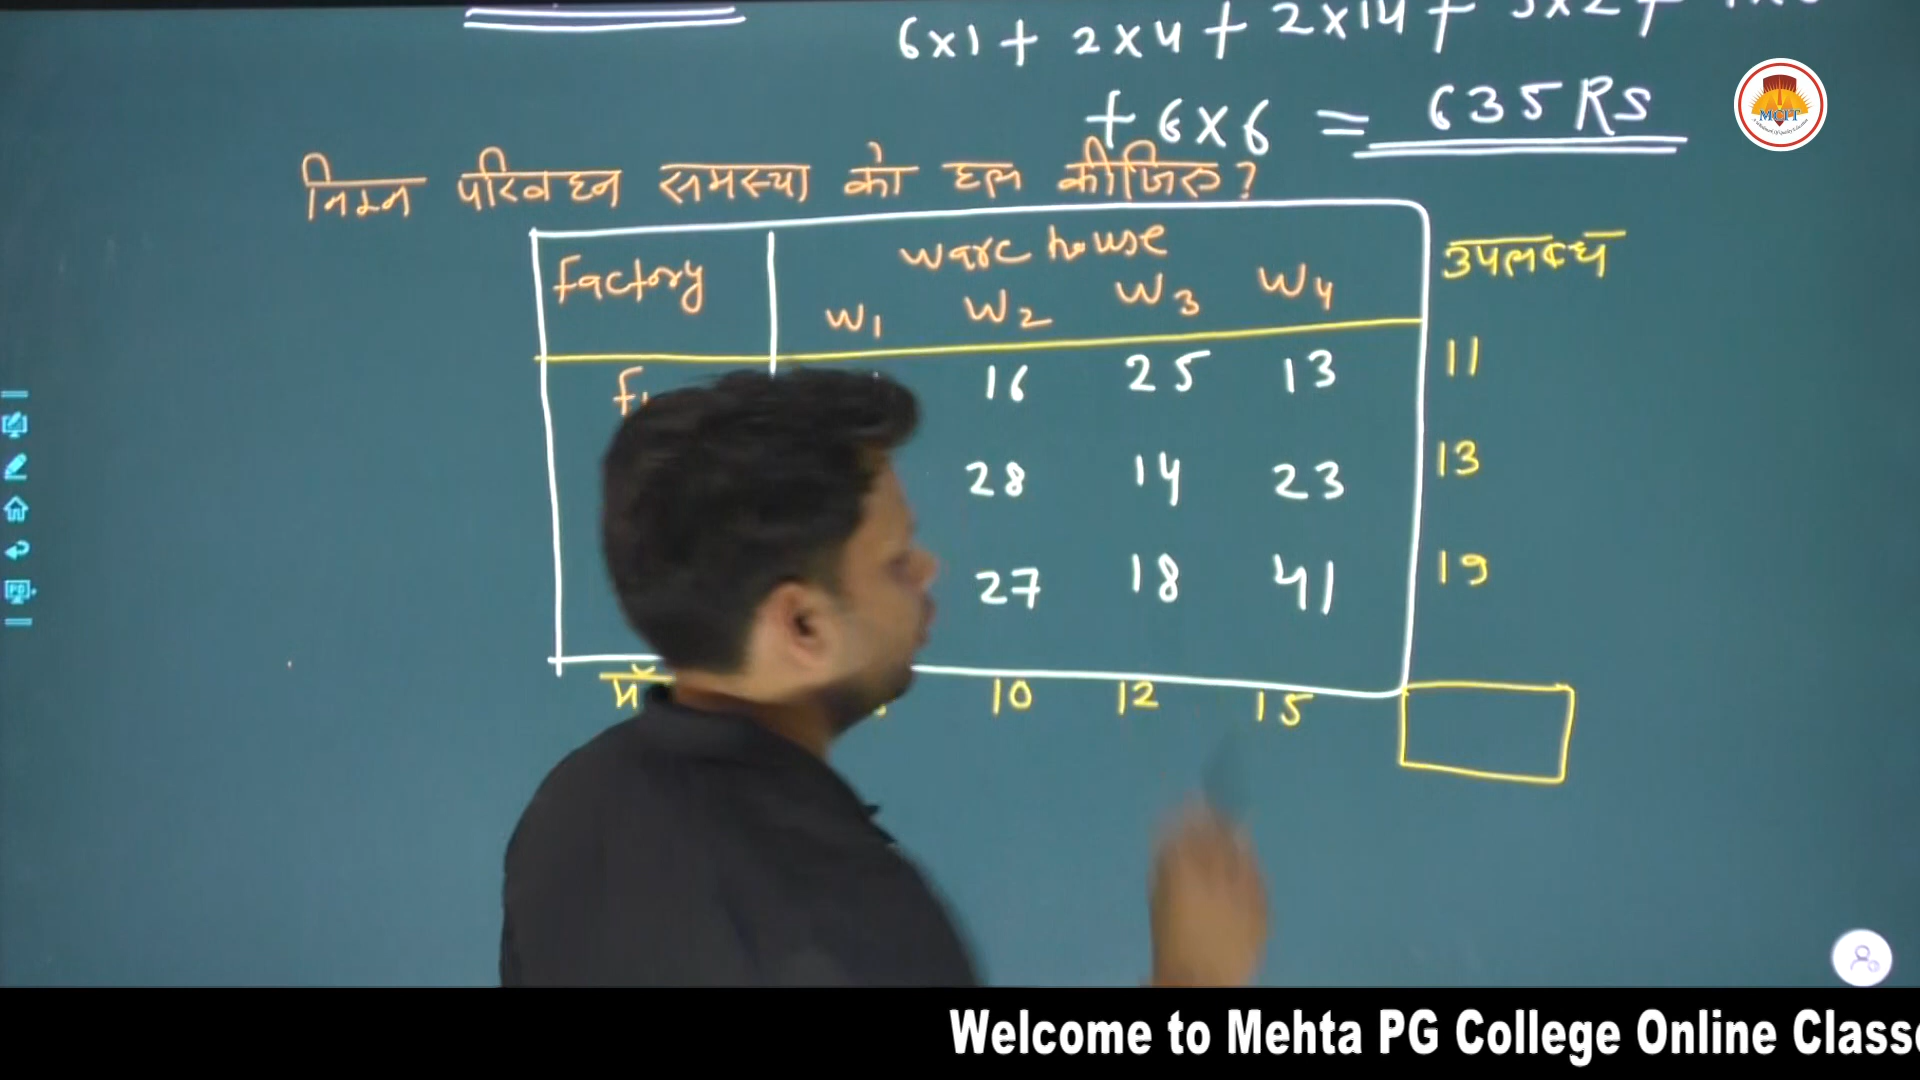 6x1 + 2x4 + 2x14 +
+ 6x6 = 635 RS
MCIT
निम्न परिवहन समस्या को हल कीजिए?
Factory
ware house
उपलब्ध
W1 W2 W3 W4
16 25 13 11
28 14 23 13
27 18 41 19
10 12 15
Welcome to Mehta PG College Online